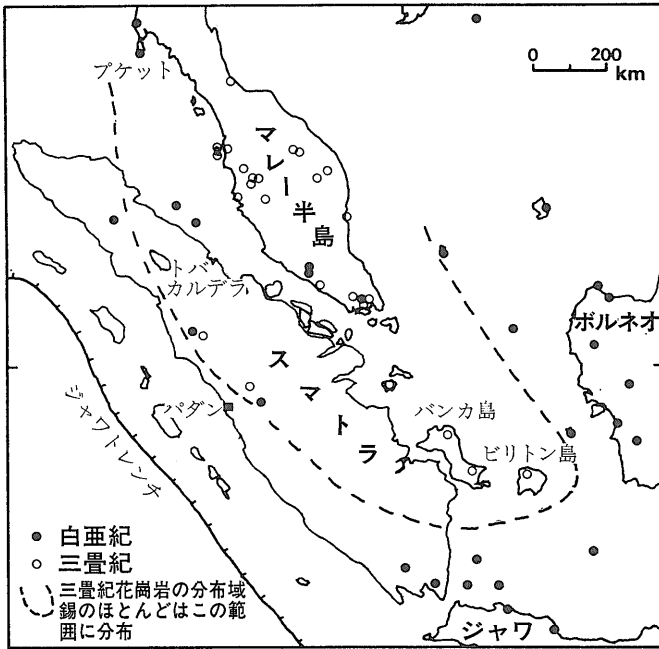 プケット
0 200
km
マレー半島
トバ
カルデラ
ボルネオ
スマトラ
パダン
ジャワトレンチ
バンカ島
ビリトン島
白亜紀
三畳紀
三畳紀花崗岩の分布域
錫のほとんどはこの範
囲に分布
ジャワ